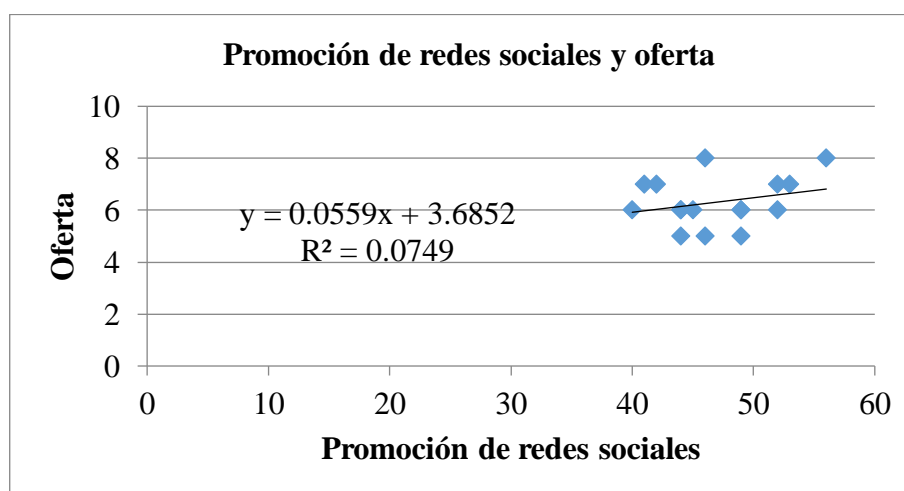 Promoción de redes sociales y oferta
10
8
6
4
2
0
Oferta
y = 0.0559x + 3.6852
R² = 0.0749
0 10 20 30 40 50 60
Promoción de redes sociales